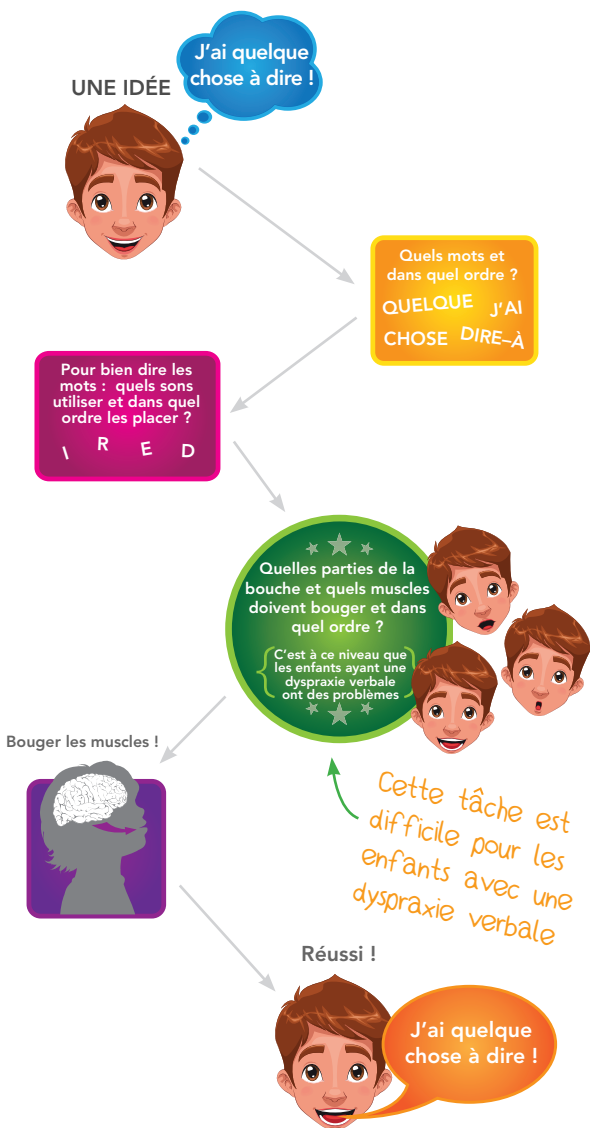 UNE IDÉE
J'ai quelque
chose à dire !
Quels mots et
dans quel ordre ?
QUELQUE J'AI
CHOSE DIRE–À
Pour bien dire les
mots : quels sons
utiliser et dans quel
ordre les placer ?
I R E D
Quelles parties de la
bouche et quels muscles
doivent bouger et dans
quel ordre ?
C'est à ce niveau que
les enfants ayant une
dyspraxie verbale
ont des problèmes
Cette tâche est
difficile pour les
enfants avec une
dyspraxie verbale
Bouger les muscles !
Réussi !
J'ai quelque
chose à dire !